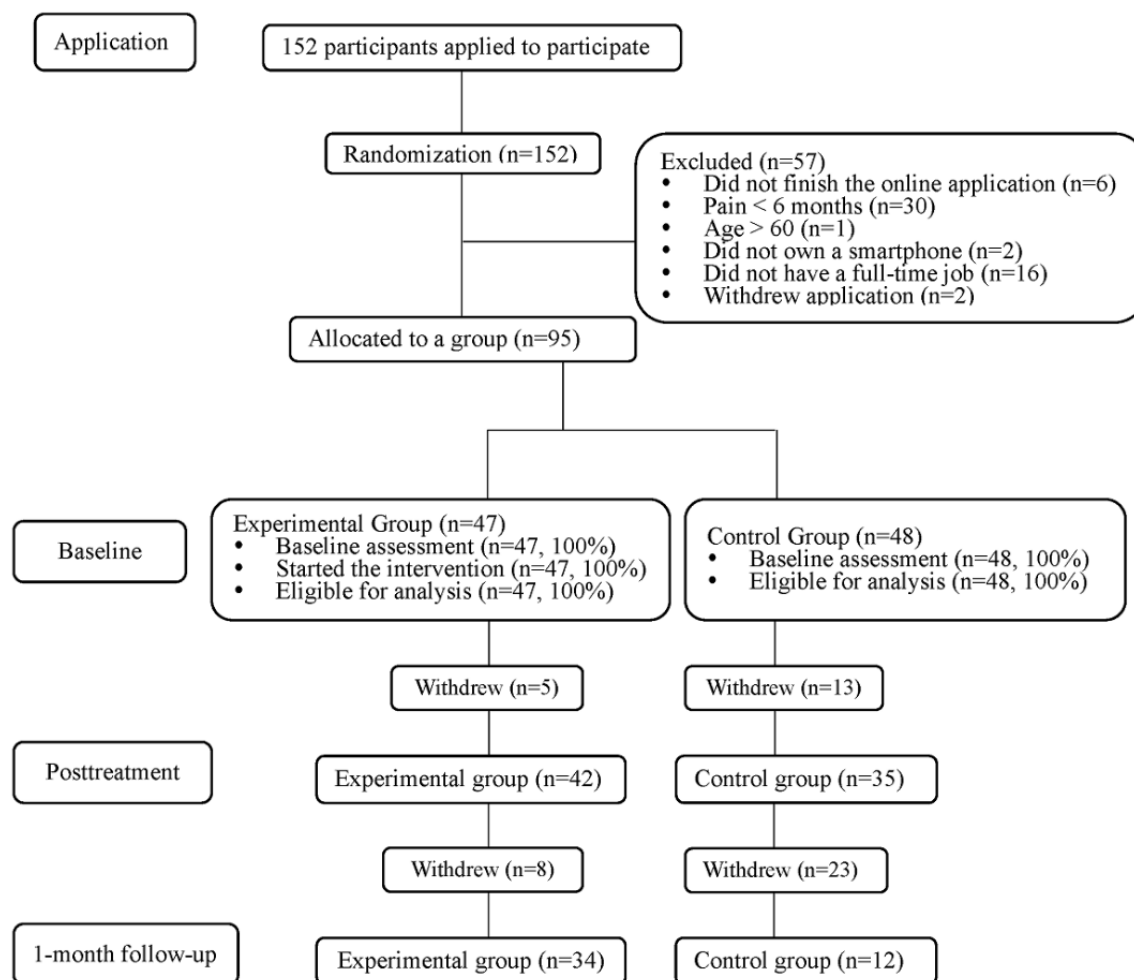 Application
152 participants applied to participate
Randomization (n=152)
Excluded (n=57)
• Did not finish the online application (n=6)
• Pain < 6 months (n=30)
• Age > 60 (n=1)
• Did not own a smartphone (n=2)
• Did not have a full-time job (n=16)
• Withdrew application (n=2)
Allocated to a group (n=95)
Baseline
Experimental Group (n=47)
• Baseline assessment (n=47, 100%)
• Started the intervention (n=47, 100%)
• Eligible for analysis (n=47, 100%)
Control Group (n=48)
• Baseline assessment (n=48, 100%)
• Eligible for analysis (n=48, 100%)
Withdrew (n=5)
Withdrew (n=13)
Posttreatment
Experimental group (n=42)
Control group (n=35)
Withdrew (n=8)
Withdrew (n=23)
1-month follow-up
Experimental group (n=34)
Control group (n=12)